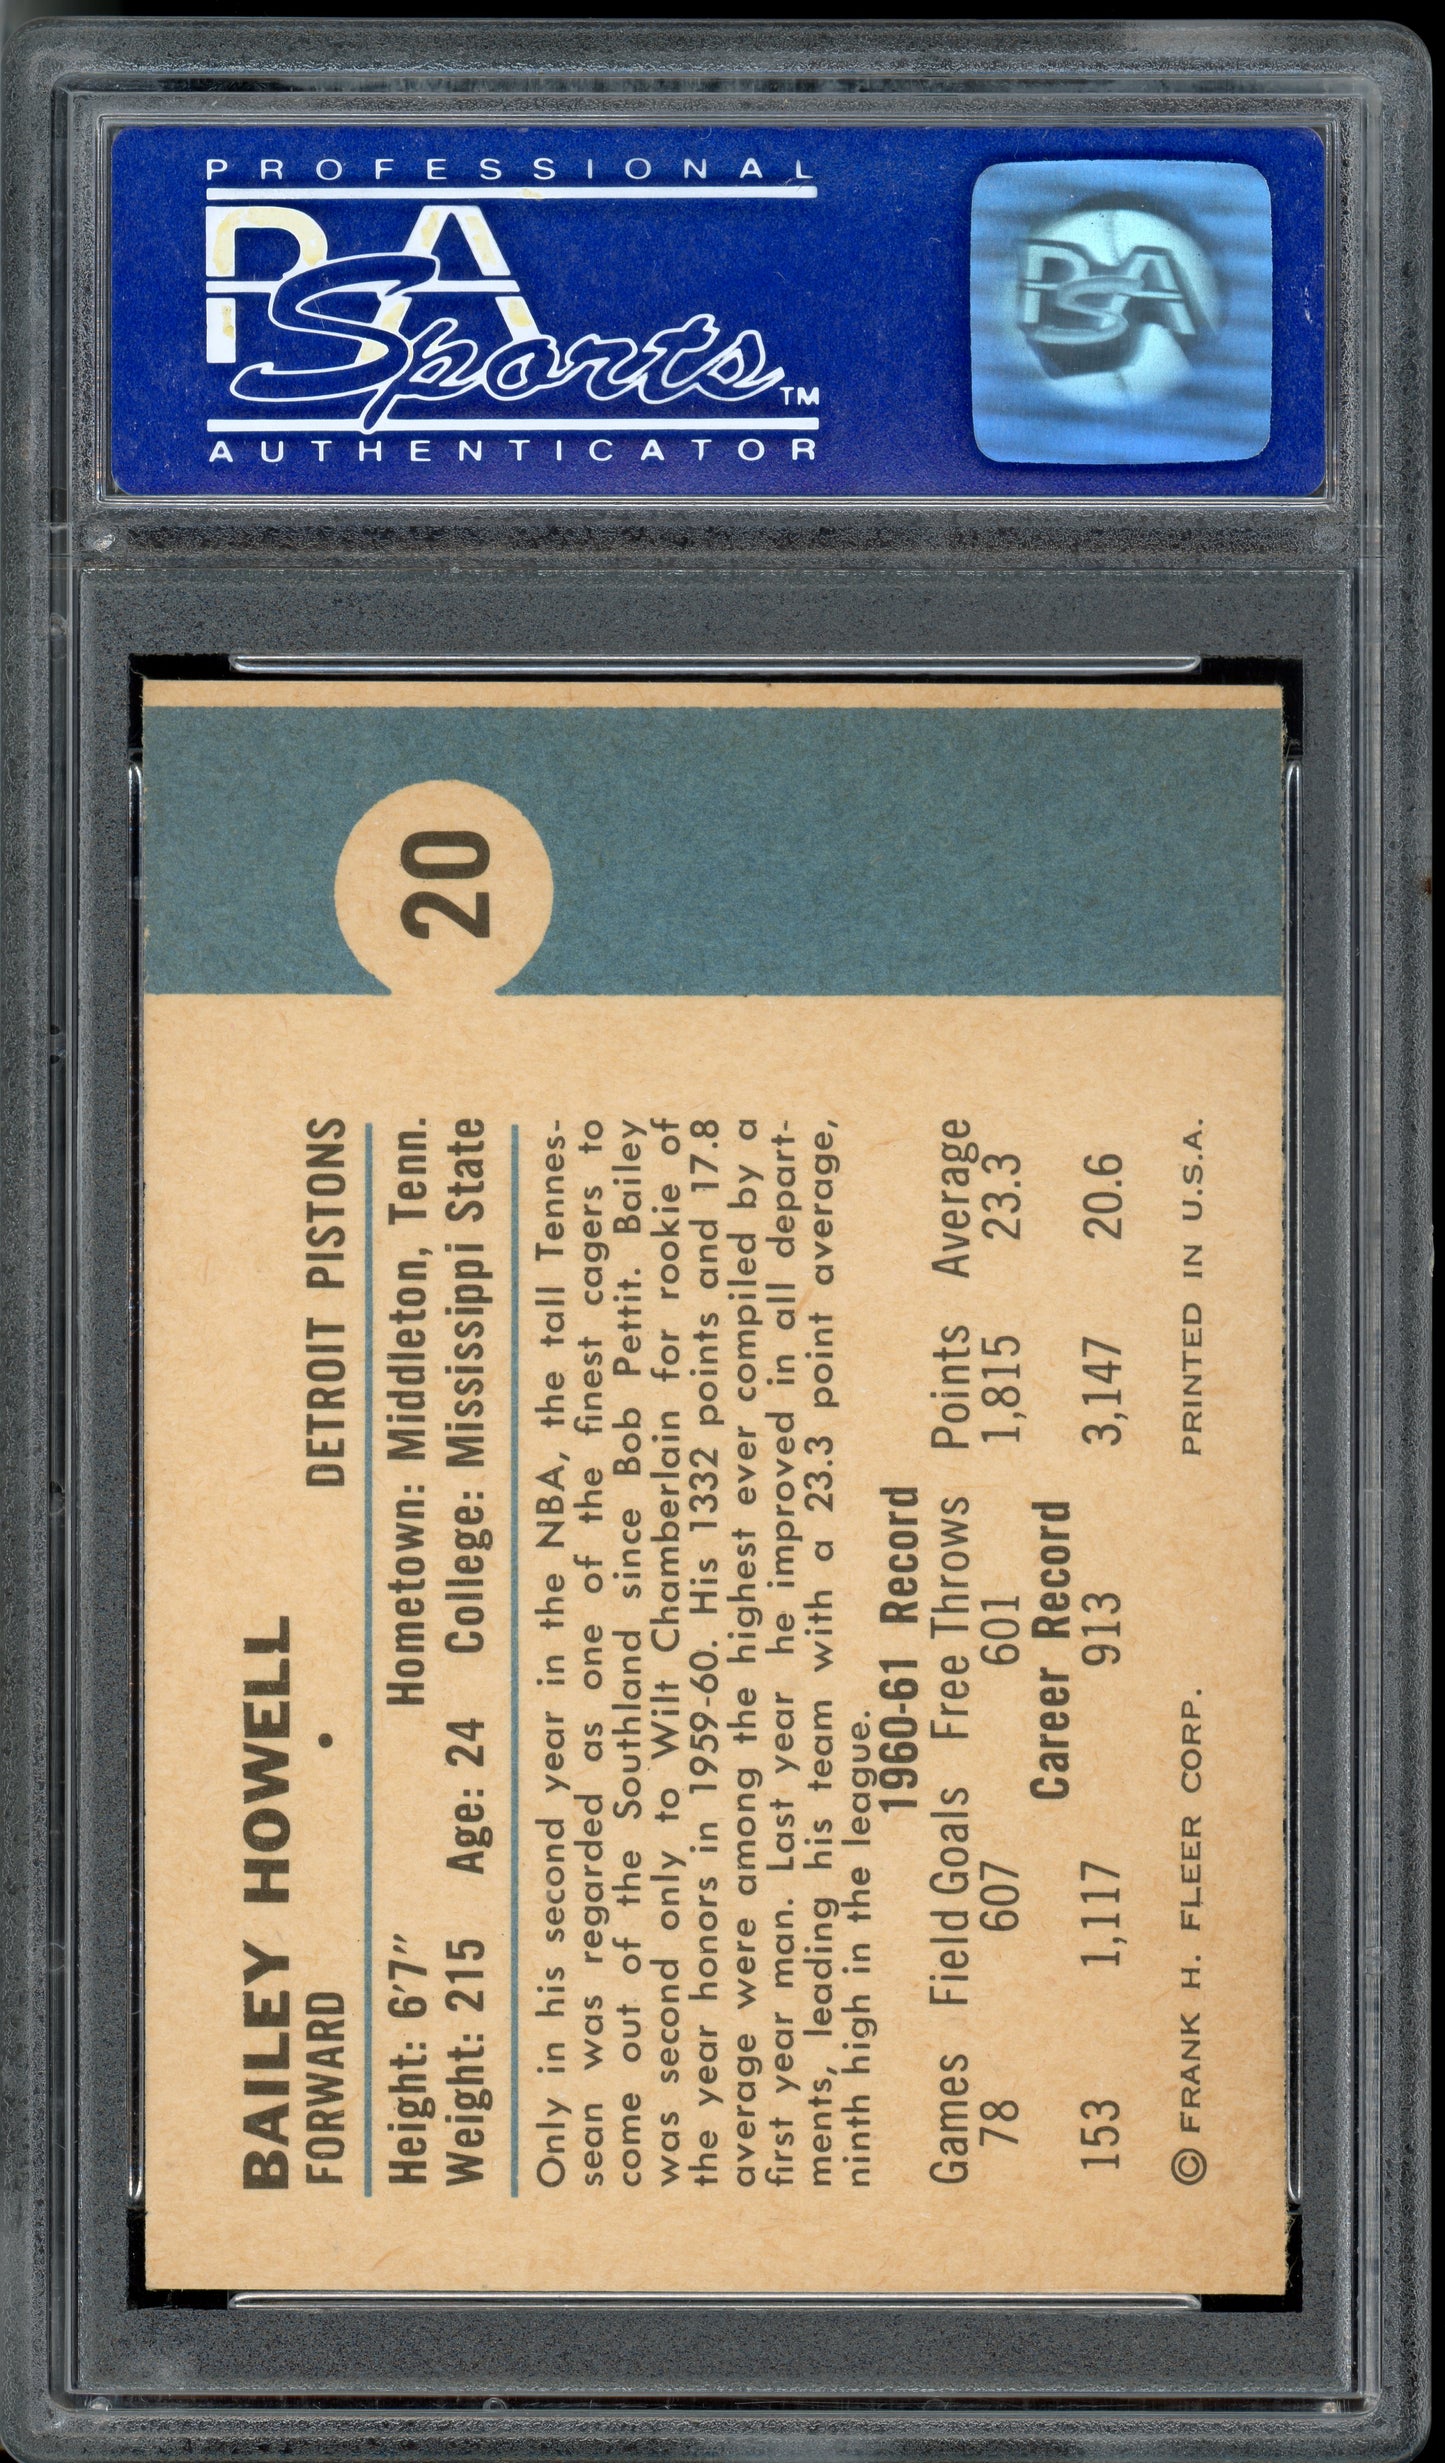 PROFESSIONAL
PSA
Sports™
AUTHENTICATOR
PSA
20
BAILEY HOWELL
FORWARD • DETROIT PISTONS
Height: 6'7" Hometown: Middleton, Tenn.
Weight: 215 Age: 24 College: Mississippi State
Only in his second year in the NBA, the tall Tennes-
sean was regarded as one of the finest cagers to
come out of the Southland since Bob Pettit. Bailey
was second only to Wilt Chamberlain for rookie of
the year honors in 1959-60. His 1332 points and 17.8
average were among the highest ever compiled by a
first year man. Last year he improved in all depart-
ments, leading his team with a 23.3 point average,
ninth high in the league.
1960-61 Record
Games Field Goals Free Throws Points Average
78 607 601 1,815 23.3
Career Record
153 1,117 913 3,147 20.6
© FRANK H. FLEER CORP. PRINTED IN U.S.A.